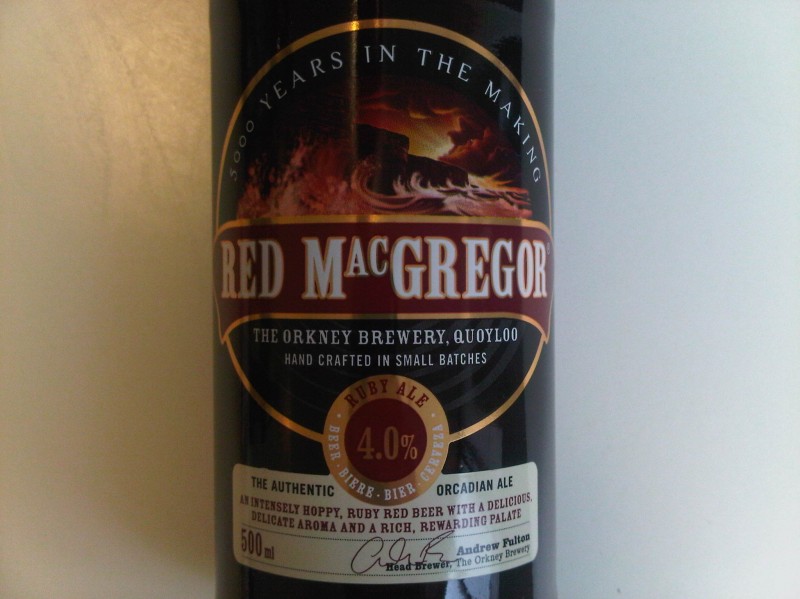 5000 YEARS IN THE MAKING
RED MACGREGOR
THE ORKNEY BREWERY, QUOYLOO
HAND CRAFTED IN SMALL BATCHES
RUBY ALE
4.0%
BEER · BIERE · BIER · CERVEZA
THE AUTHENTIC ORCADIAN ALE
AN INTENSELY HOPPY, RUBY RED BEER WITH A DELICIOUS,
DELICATE AROMA AND A RICH, REWARDING PALATE
500 ml
Andrew Fulton
Head Brewer, The Orkney Brewery